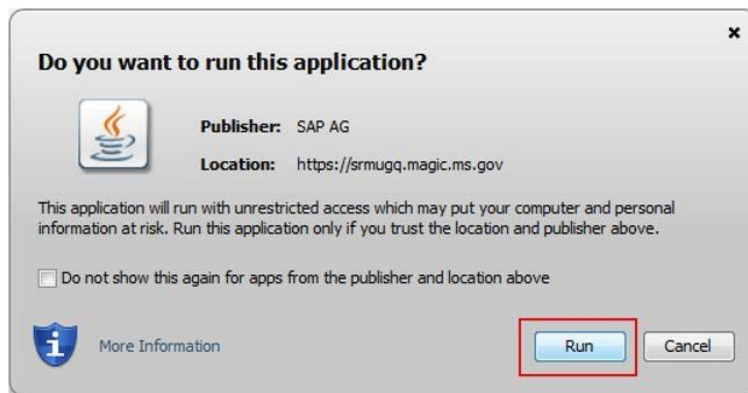 Do you want to run this application?
Publisher: SAP AG
Location: https://srmugq.magic.ms.gov
This application will run with unrestricted access which may put your computer and personal
information at risk. Run this application only if you trust the location and publisher above.
Do not show this again for apps from the publisher and location above
More Information
Run
Cancel